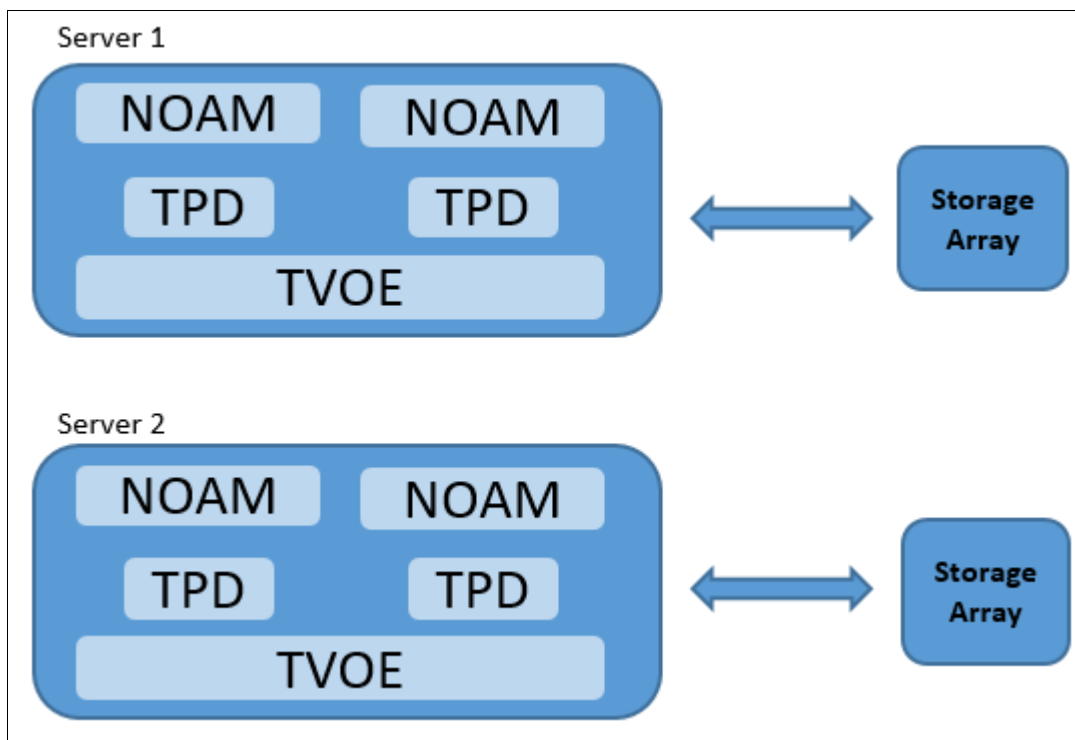 Server 1
NOAM NOAM
TPD TPD
TVOE
Storage
Array
Server 2
NOAM NOAM
TPD TPD
TVOE
Storage
Array